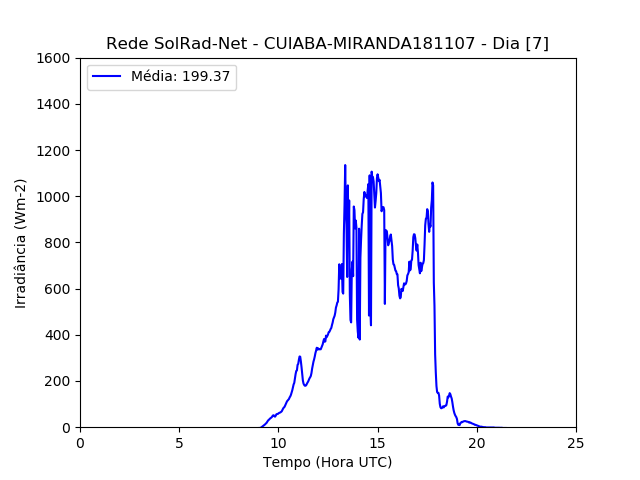 Rede SolRad-Net - CUIABA-MIRANDA181107 - Dia [7]
Média: 199.37
Irradiância (Wm-2)
1600
1400
1200
1000
800
600
400
200
0
0 5 10 15 20 25
Tempo (Hora UTC)